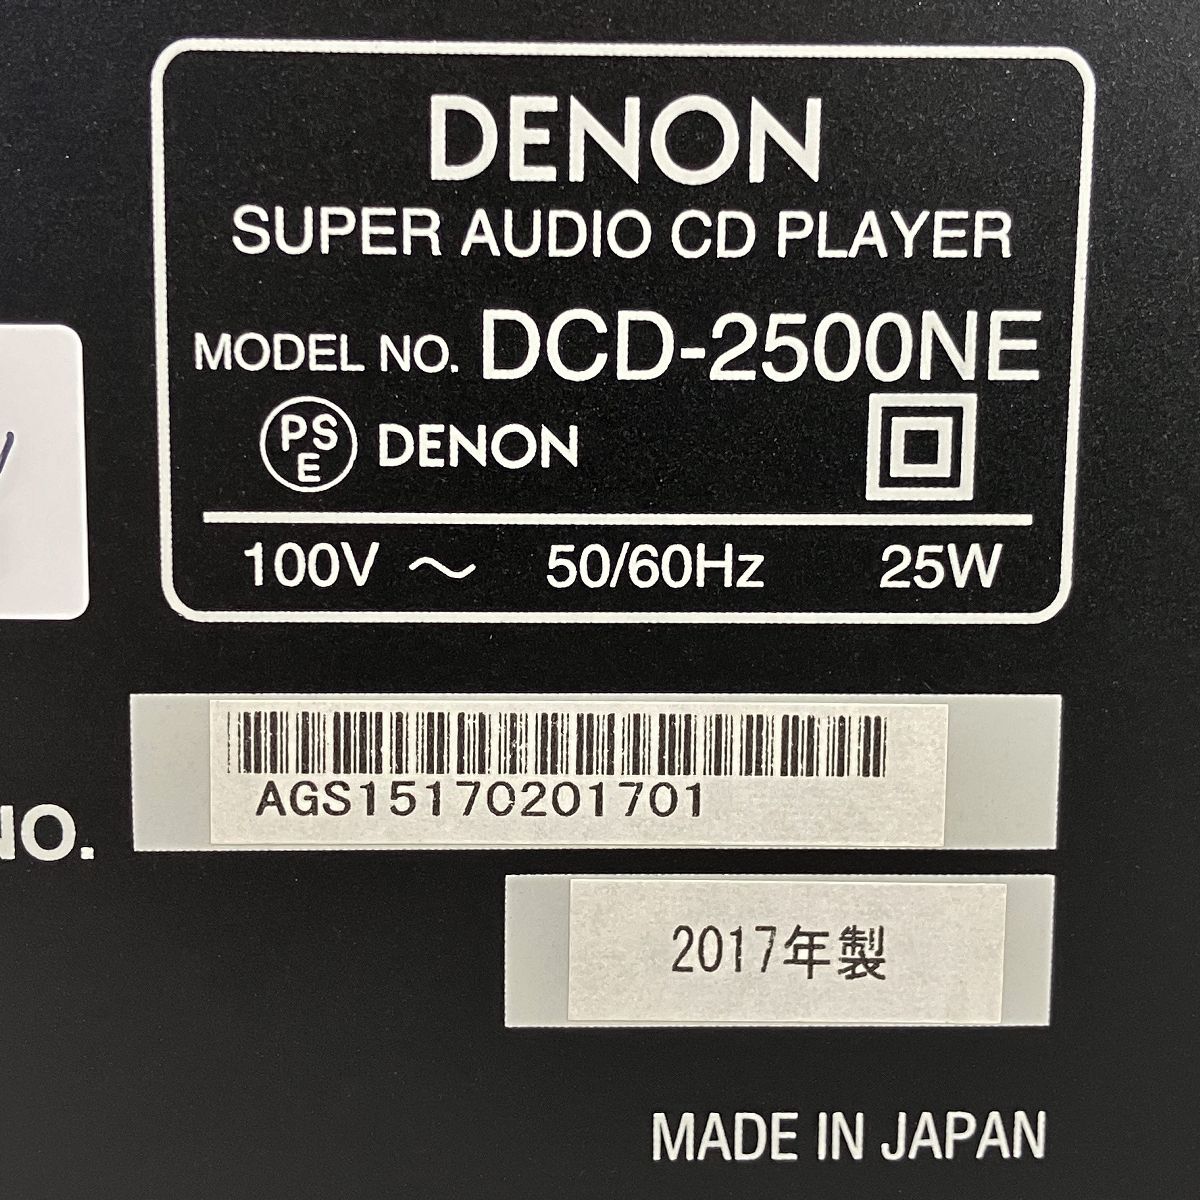 DENON
SUPER AUDIO CD PLAYER
MODEL NO. DCD-2500NE
PSE DENON
100V ～ 50/60Hz 25W
AGS15170201701
NO.
2017年製
MADE IN JAPAN